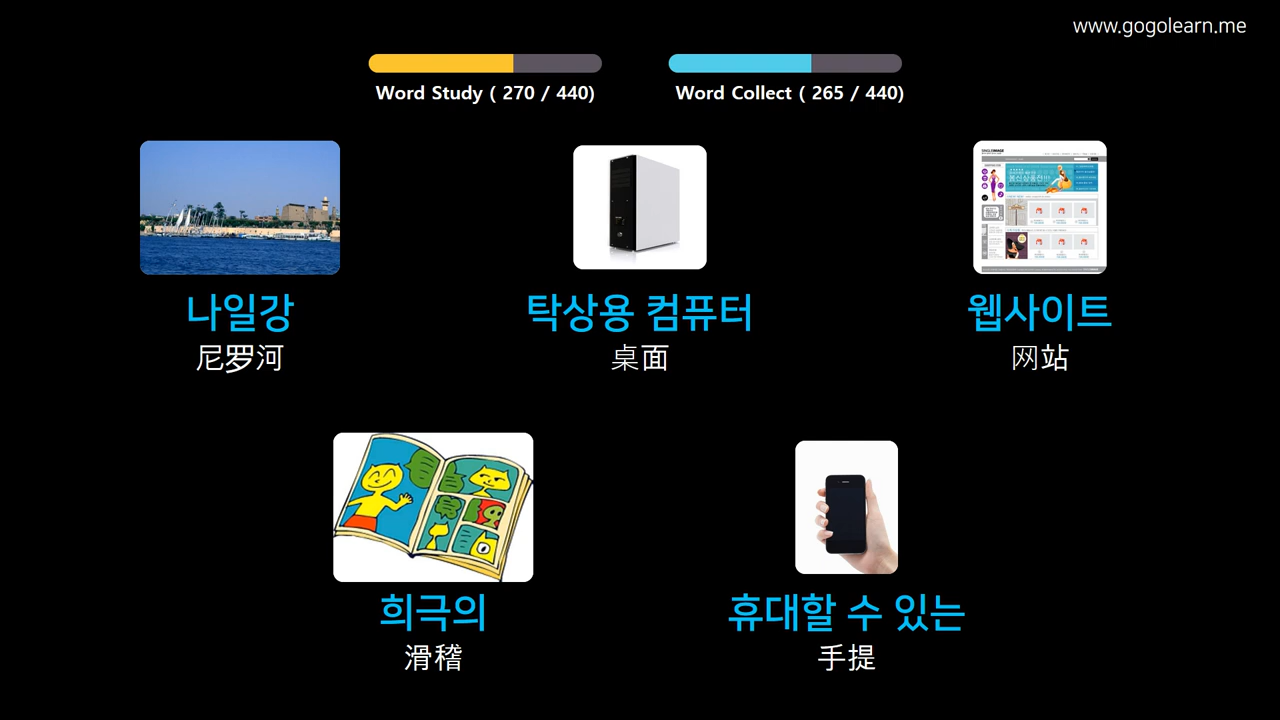 www.gogolearn.me
Word Study ( 270 / 440)
Word Collect ( 265 / 440)
나일강
탁상용 컴퓨터
웹사이트
尼罗河
桌面
网站
희극의
휴대할 수 있는
滑稽
手提